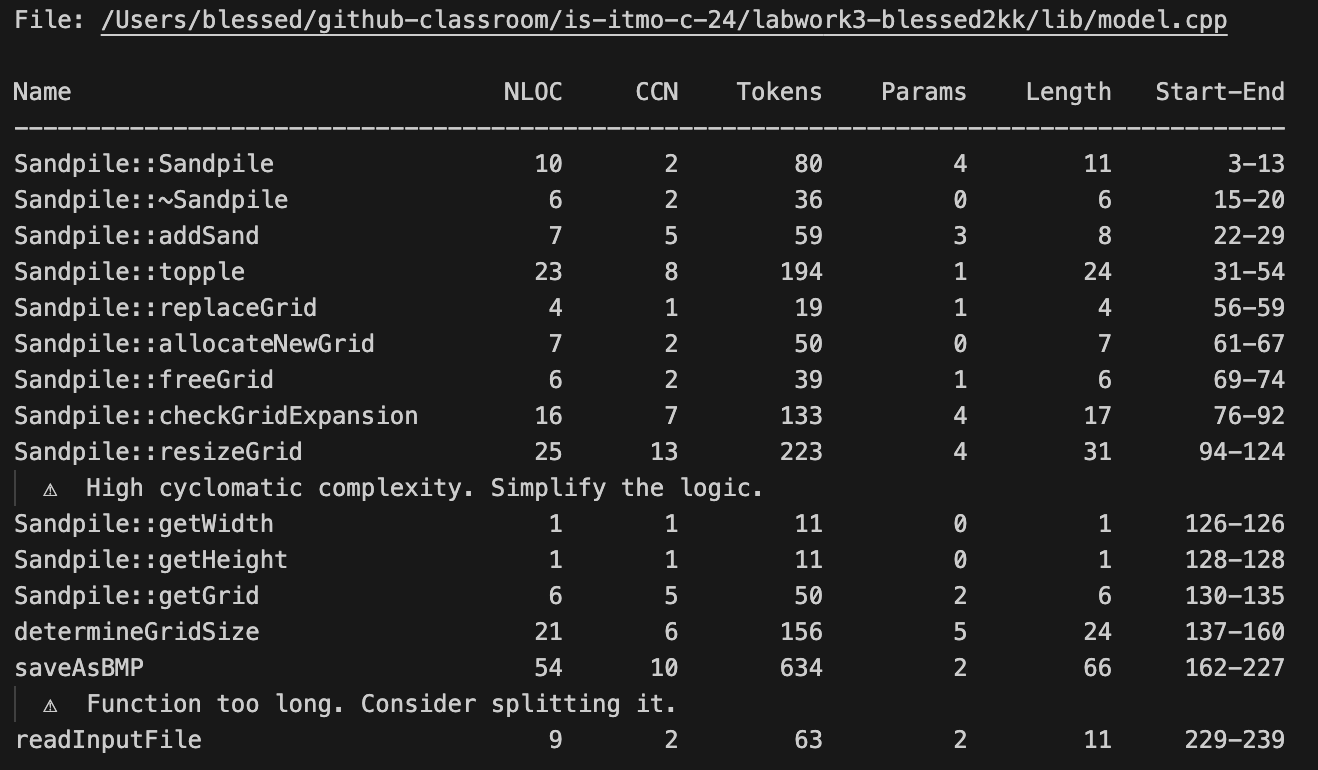 File: /Users/blessed/github-classroom/is-itmo-c-24/labwork3-blessed2kk/lib/model.cpp
Name NLOC CCN Tokens Params Length Start-End
----------------------------------------------------------------------------------------
Sandpile::Sandpile 10 2 80 4 11 3-13
Sandpile::~Sandpile 6 2 36 0 6 15-20
Sandpile::addSand 7 5 59 3 8 22-29
Sandpile::topple 23 8 194 1 24 31-54
Sandpile::replaceGrid 4 1 19 1 4 56-59
Sandpile::allocateNewGrid 7 2 50 0 7 61-67
Sandpile::freeGrid 6 2 39 1 6 69-74
Sandpile::checkGridExpansion 16 7 133 4 17 76-92
Sandpile::resizeGrid 25 13 223 4 31 94-124
⚠ High cyclomatic complexity. Simplify the logic.
Sandpile::getWidth 1 1 11 0 1 126-126
Sandpile::getHeight 1 1 11 0 1 128-128
Sandpile::getGrid 6 5 50 2 6 130-135
determineGridSize 21 6 156 5 24 137-160
saveAsBMP 54 10 634 2 66 162-227
⚠ Function too long. Consider splitting it.
readInputFile 9 2 63 2 11 229-239